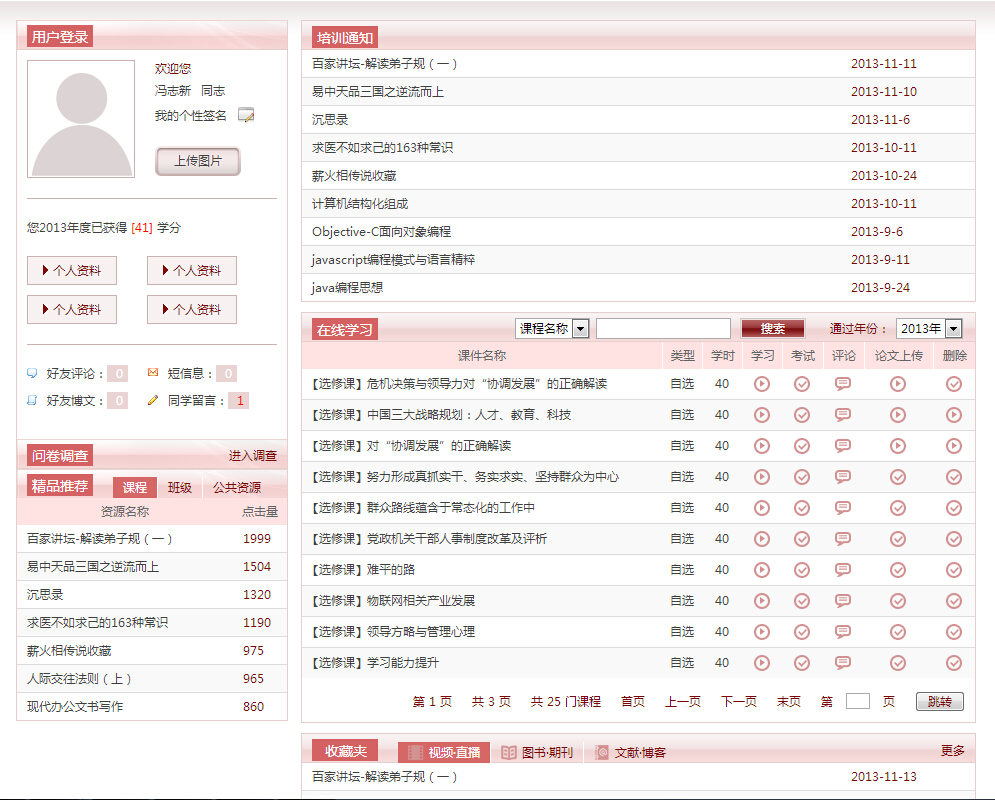 用户登录
欢迎您
冯志新 同志
我的个性签名
上传图片
您2013年度已获得 [41] 学分
个人资料 个人资料
个人资料 个人资料
好友评论： 0 短信息： 0
好友博文： 0 同学留言： 1
问卷调查 进入调查
精品推荐 课程 班级 公共资源
资源名称 点击量
百家讲坛-解读弟子规（一） 1999
易中天品三国之逆流而上 1504
沉思录 1320
求医不如求己的163种常识 1190
薪火相传说收藏 975
人际交往法则（上） 965
现代办公文书写作 860
培训通知
百家讲坛-解读弟子规（一） 2013-11-11
易中天品三国之逆流而上 2013-11-10
沉思录 2013-11-6
求医不如求己的163种常识 2013-10-11
薪火相传说收藏 2013-10-24
计算机结构化组成 2013-10-11
Objective-C面向对象编程 2013-9-6
javascript编程模式与语言精粹 2013-9-11
java编程思想 2013-9-24
在线学习 课程名称 搜索 通过年份： 2013年
课件名称 类型 学时 学习 考试 评论 论文上传 删除
【选修课】危机决策与领导力对“协调发展”的正确解读 自选 40
【选修课】中国三大战略规划：人才、教育、科技 自选 40
【选修课】对“协调发展”的正确解读 自选 40
【选修课】努力形成真抓实干、务实求实、坚持群众为中心 自选 40
【选修课】群众路线蕴含于常态化的工作中 自选 40
【选修课】党政机关干部人事制度改革及评析 自选 40
【选修课】难平的路 自选 40
【选修课】物联网相关产业发展 自选 40
【选修课】领导方略与管理心理 自选 40
【选修课】学习能力提升 自选 40
第 1 页 共 3 页 共 25 门课程 首页 上一页 下一页 末页 第 页 跳转
收藏夹 视频·直播 图书·期刊 文献·博客 更多
百家讲坛-解读弟子规（一） 2013-11-13